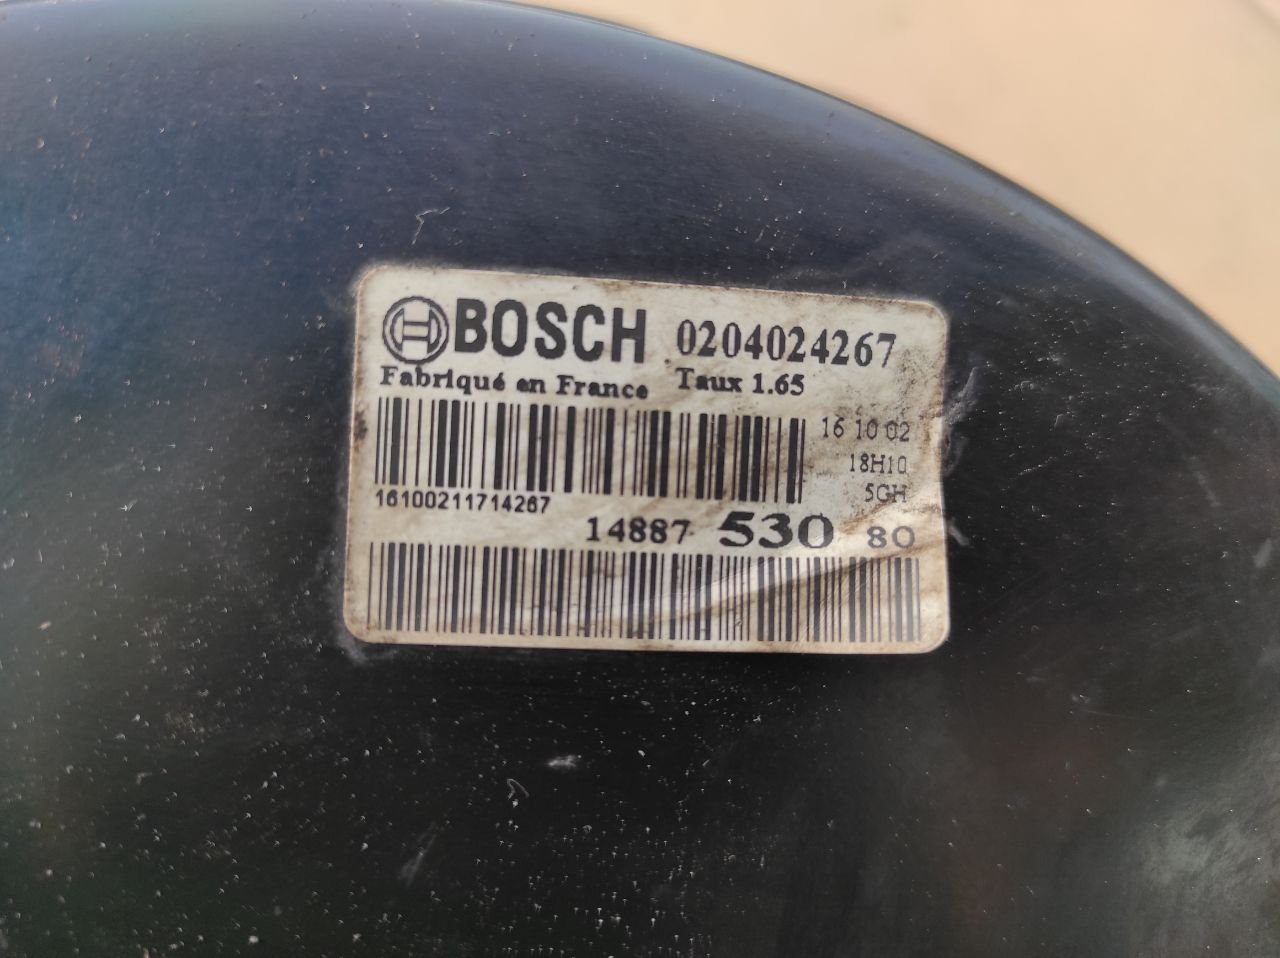 BOSCH 0204024267
Fabriqué en France Taux 1.65
16 10 02
18H10
5GH
16100211714267
14887 530 80